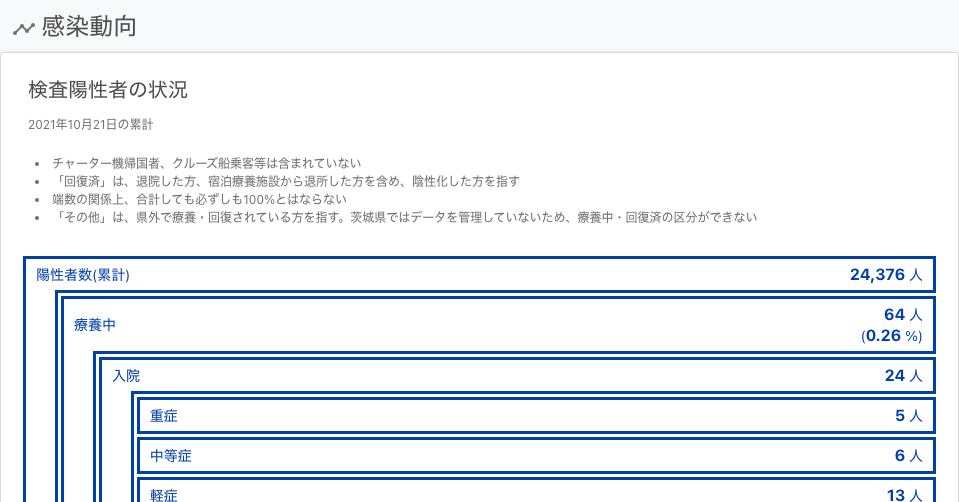 感染動向
検査陽性者の状況
2021年10月21日の累計
• チャーター機帰国者、クルーズ船乗客等は含まれていない
• 「回復済」は、退院した方、宿泊療養施設から退所した方を含め、陰性化した方を指す
• 端数の関係上、合計しても必ずしも100%とはならない
• 「その他」は、県外で療養・回復されている方を指す。茨城県ではデータを管理していないため、療養中・回復済の区分ができない
陽性者数(累計) 24,376 人
療養中 64 人
(0.26 %)
入院 24 人
重症 5 人
中等症 6 人
軽症 13 人